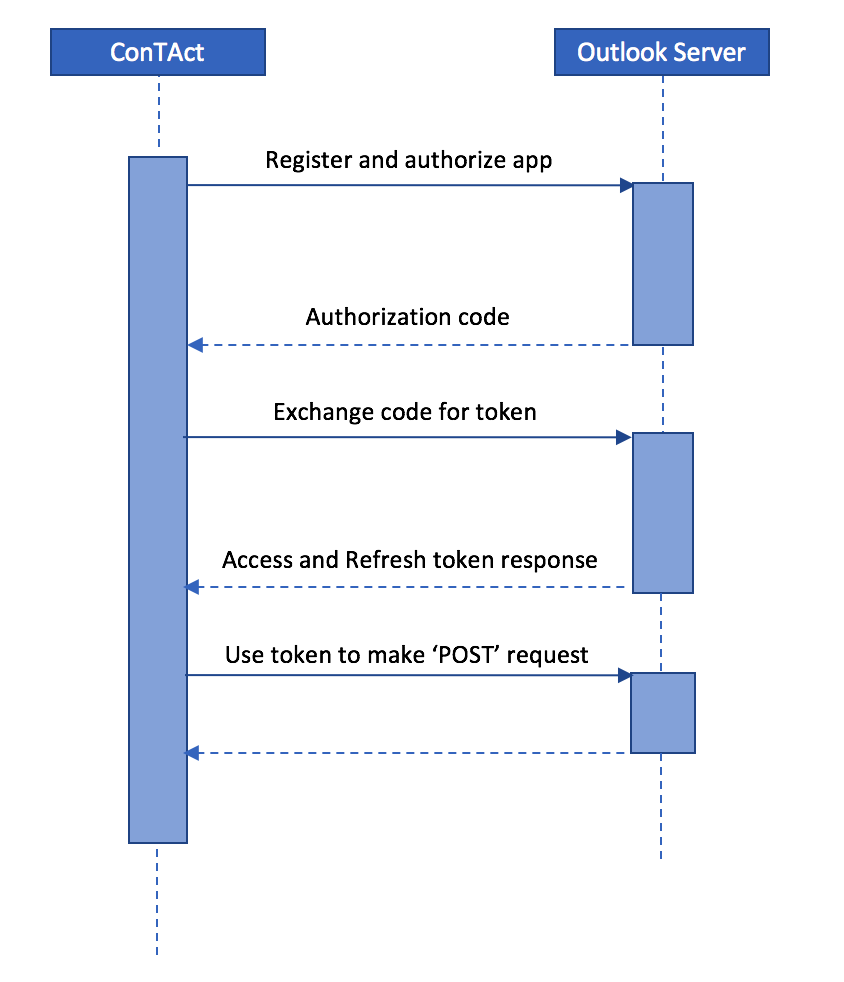 ConTAct
Outlook Server
Register and authorize app
Authorization code
Exchange code for token
Access and Refresh token response
Use token to make ‘POST’ request